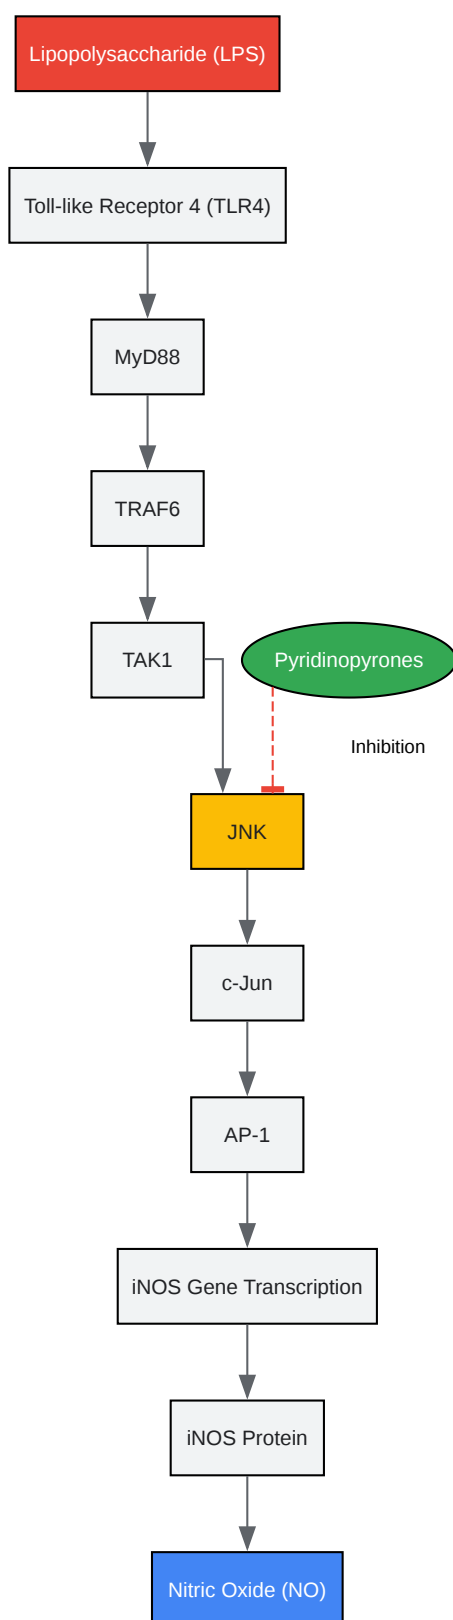 Lipopolysaccharide (LPS)
Toll-like Receptor 4 (TLR4)
MyD88
TRAF6
TAK1
Pyridinopyrones
Inhibition
JNK
c-Jun
AP-1
iNOS Gene Transcription
iNOS Protein
Nitric Oxide (NO)